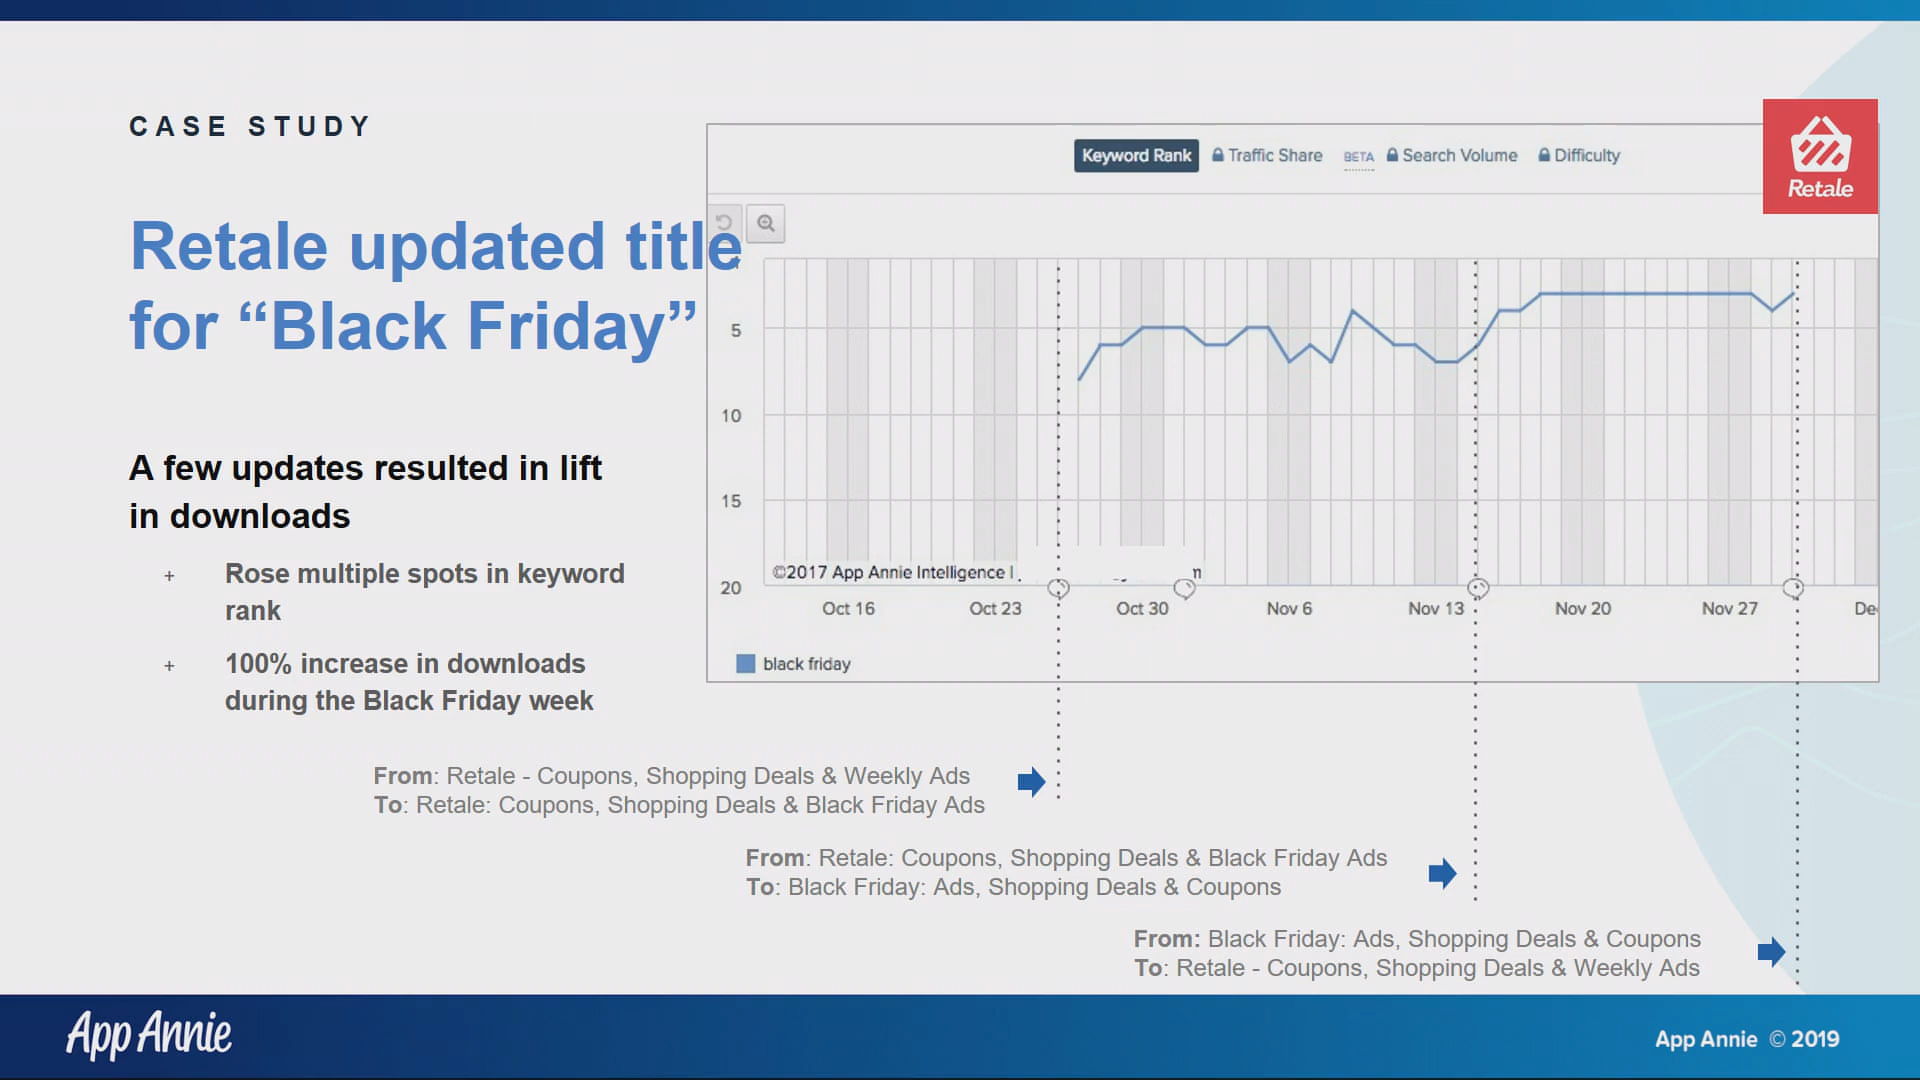 CASE STUDY
Retale updated title
for “Black Friday”
A few updates resulted in lift
in downloads
+ Rose multiple spots in keyword
rank
+ 100% increase in downloads
during the Black Friday week
Keyword Rank Traffic Share BETA Search Volume Difficulty
Retale
5
10
15
20
©2017 App Annie Intelligence
Oct 16 Oct 23 Oct 30 Nov 6 Nov 13 Nov 20 Nov 27 De
black friday
From: Retale - Coupons, Shopping Deals & Weekly Ads
To: Retale: Coupons, Shopping Deals & Black Friday Ads
From: Retale: Coupons, Shopping Deals & Black Friday Ads
To: Black Friday: Ads, Shopping Deals & Coupons
From: Black Friday: Ads, Shopping Deals & Coupons
To: Retale - Coupons, Shopping Deals & Weekly Ads
App Annie
App Annie © 2019